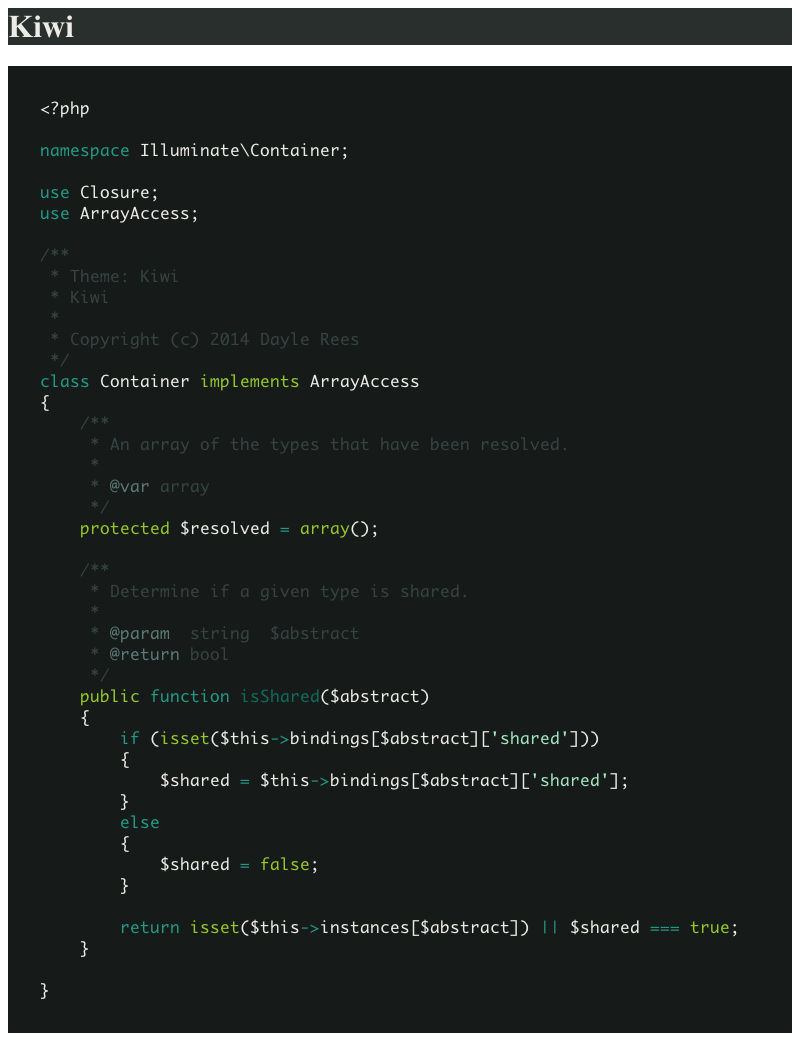 Kiwi
<?php
namespace Illuminate\Container;
use Closure;
use ArrayAccess;
/**
 * Theme: Kiwi
 * Kiwi
 *
 * Copyright (c) 2014 Dayle Rees
 */
class Container implements ArrayAccess
{
    /**
     * An array of the types that have been resolved.
     *
     * @var array
     */
    protected $resolved = array();
    /**
     * Determine if a given type is shared.
     *
     * @param  string  $abstract
     * @return bool
     */
    public function isShared($abstract)
    {
        if (isset($this->bindings[$abstract]['shared']))
        {
            $shared = $this->bindings[$abstract]['shared'];
        }
        else
        {
            $shared = false;
        }
        return isset($this->instances[$abstract]) || $shared === true;
    }
}